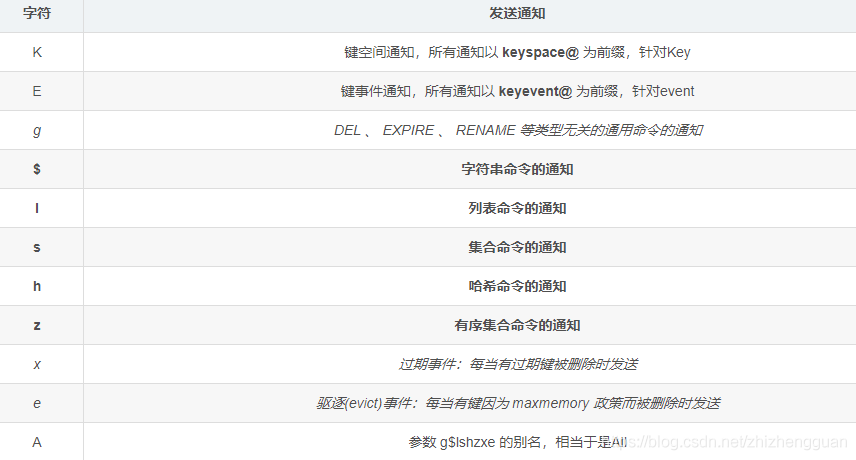 字符 发送通知
K 键空间通知，所有通知以 keyspace@ 为前缀，针对Key
E 键事件通知，所有通知以 keyevent@ 为前缀，针对event
g DEL 、 EXPIRE 、 RENAME 等类型无关的通用命令的通知
$ 字符串命令的通知
l 列表命令的通知
s 集合命令的通知
h 哈希命令的通知
z 有序集合命令的通知
x 过期事件：每当有过期键被删除时发送
e 驱逐(evict)事件：每当有键因为 maxmemory 政策而被删除时发送
A 参数 g$lshzxe 的别名，相当于是All
https://blog.csdn.net/zhizhengguan